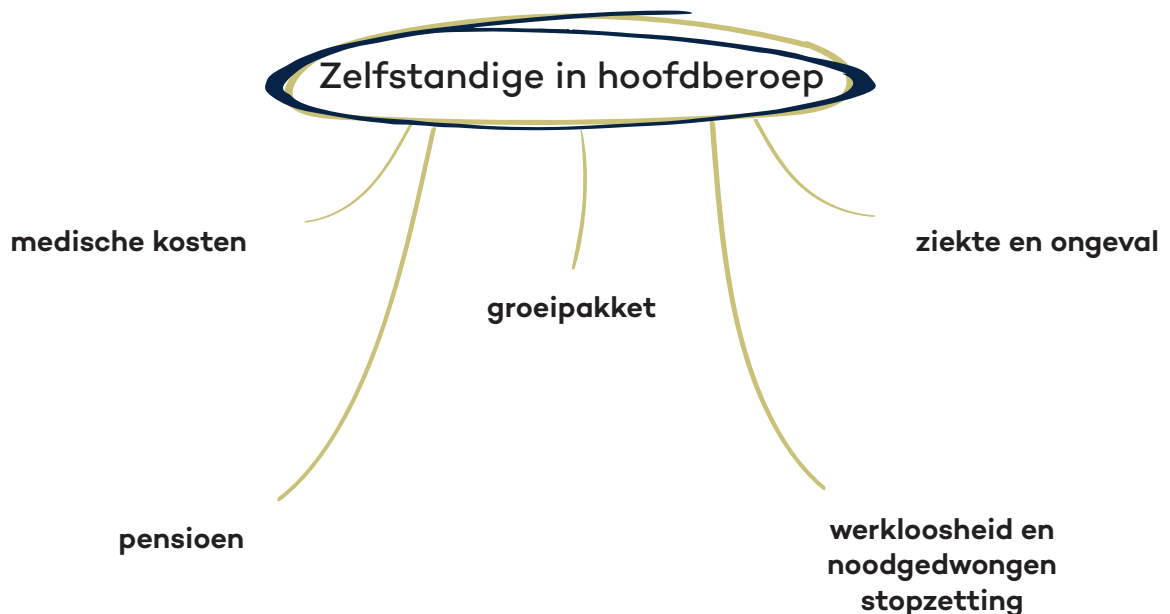 Zelfstandige in hoofdberoep
medische kosten
ziekte en ongeval
groeipakket
pensioen
werkloosheid en
noodgedwongen
stopzetting